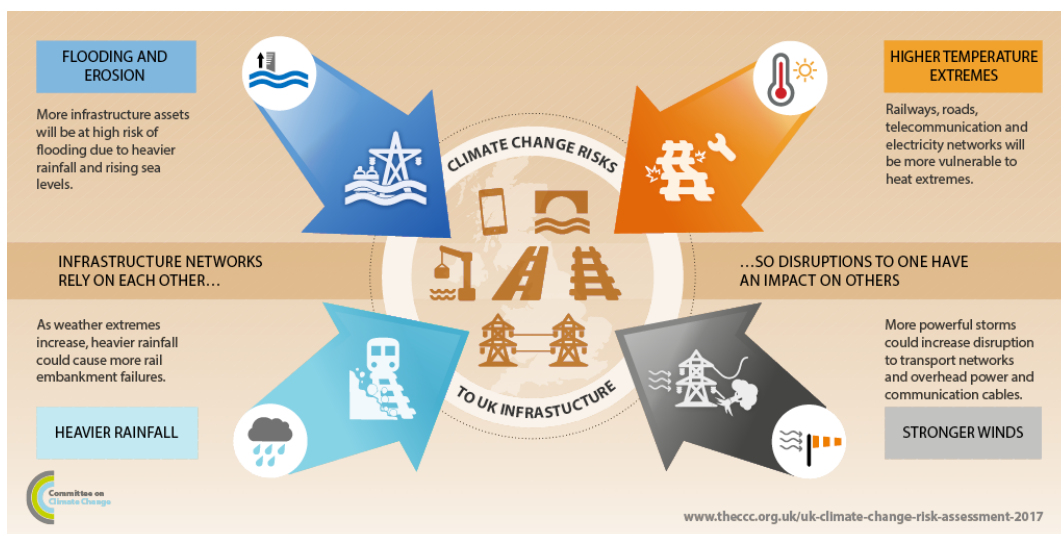 FLOODING AND
EROSION
More infrastructure assets
will be at high risk of
flooding due to heavier
rainfall and rising sea
levels.
HIGHER TEMPERATURE
EXTREMES
Railways, roads,
telecommunication and
electricity networks will
be more vulnerable to
heat extremes.
CLIMATE CHANGE RISKS
TO UK INFRASTUCTURE
INFRASTRUCTURE NETWORKS
RELY ON EACH OTHER…
…SO DISRUPTIONS TO ONE HAVE
AN IMPACT ON OTHERS
As weather extremes
increase, heavier rainfall
could cause more rail
embankment failures.
HEAVIER RAINFALL
More powerful storms
could increase disruption
to transport networks
and overhead power and
communication cables.
STRONGER WINDS
Committee on
Climate Change
www.theccc.org.uk/uk-climate-change-risk-assessment-2017